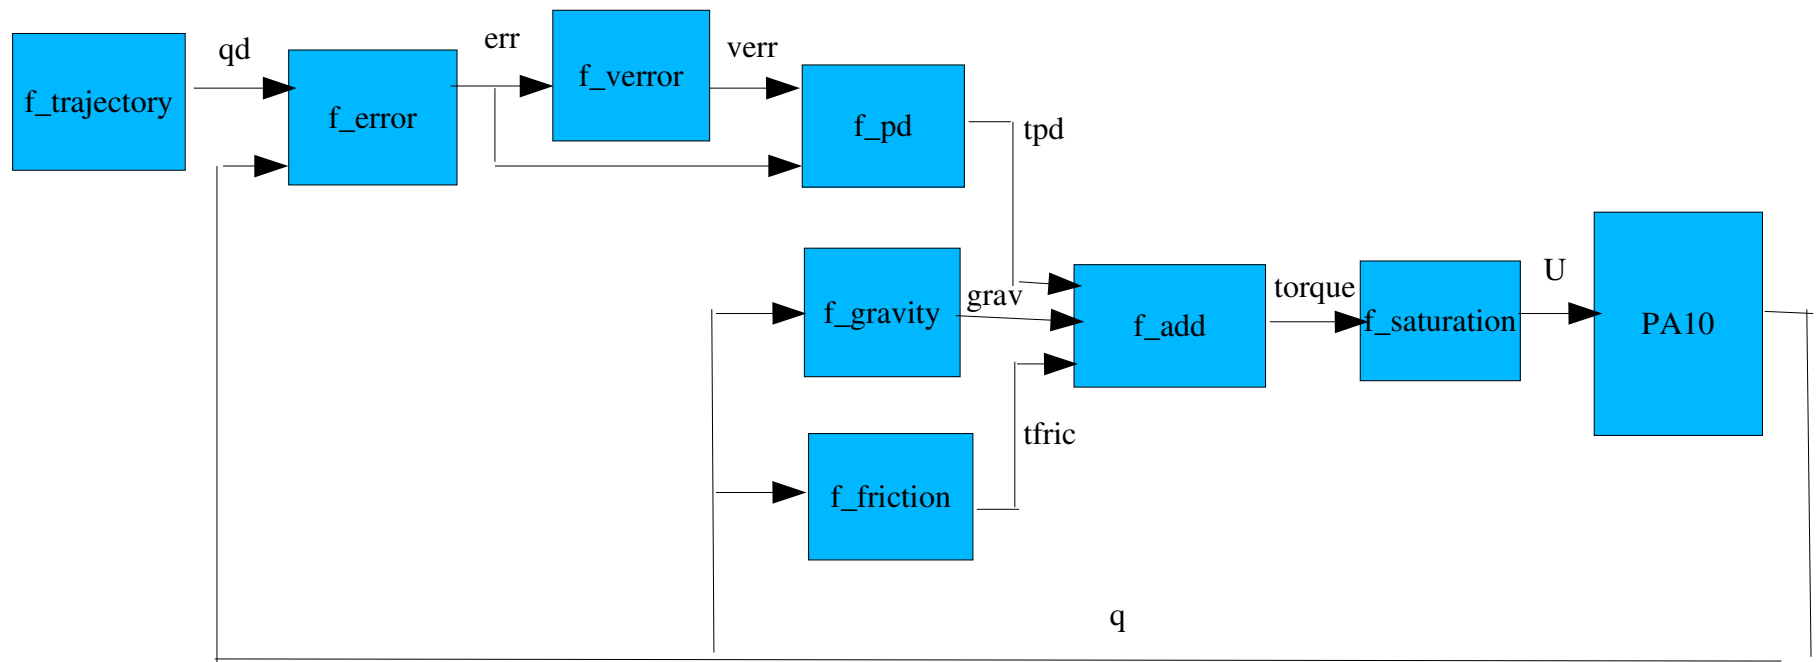 f_trajectory
qd
f_error
err
f_verror
verr
f_pd
tpd
f_gravity
grav
f_add
torque
f_saturation
U
PA10
tfric
f_friction
q